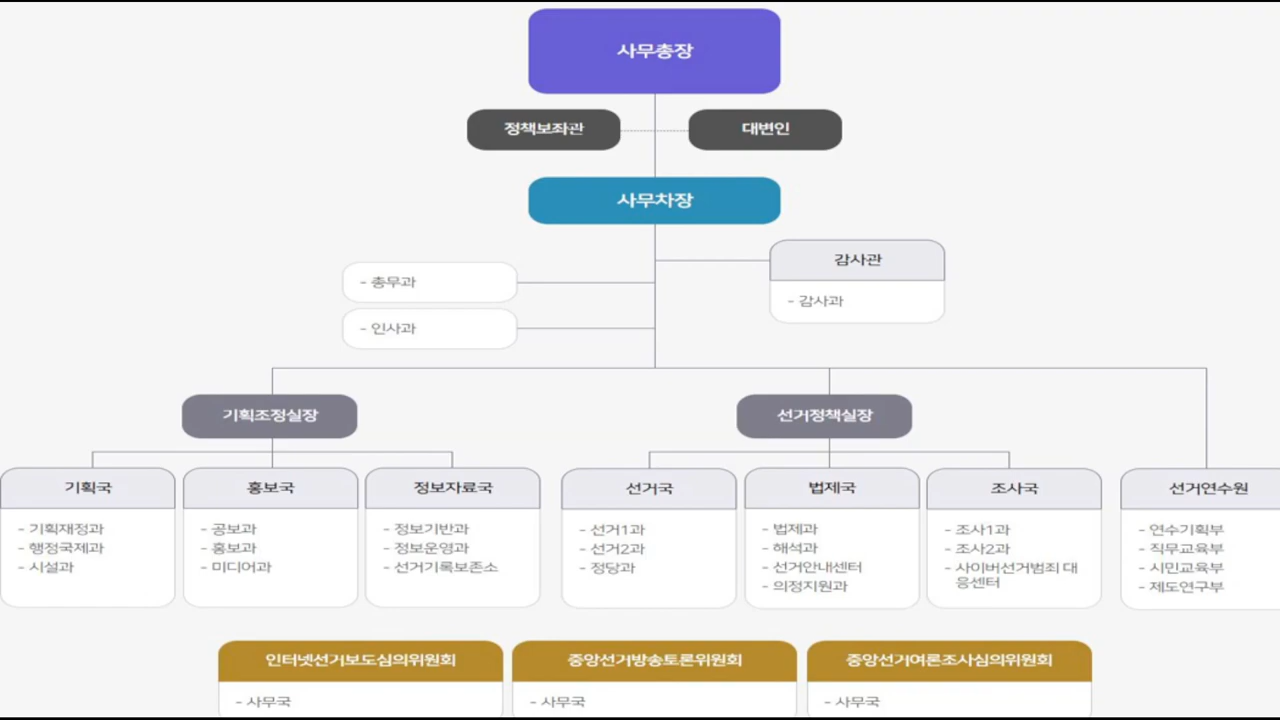 사무총장
정책보좌관
대변인
사무차장
감사관
- 감사과
- 총무과
- 인사과
기획조정실장
선거정책실장
기획국
- 기획재정과
- 행정국제과
- 시설과
홍보국
- 공보과
- 홍보과
- 미디어과
정보자료국
- 정보기반과
- 정보운영과
- 선거기록보존소
선거국
- 선거1과
- 선거2과
- 정당과
법제국
- 법제과
- 해석과
- 선거안내센터
- 의정지원과
조사국
- 조사1과
- 조사2과
- 사이버선거범죄 대
응센터
선거연수원
- 연수기획부
- 직무교육부
- 시민교육부
- 제도연구부
인터넷선거보도심의위원회
- 사무국
중앙선거방송토론위원회
- 사무국
중앙선거여론조사심의위원회
- 사무국